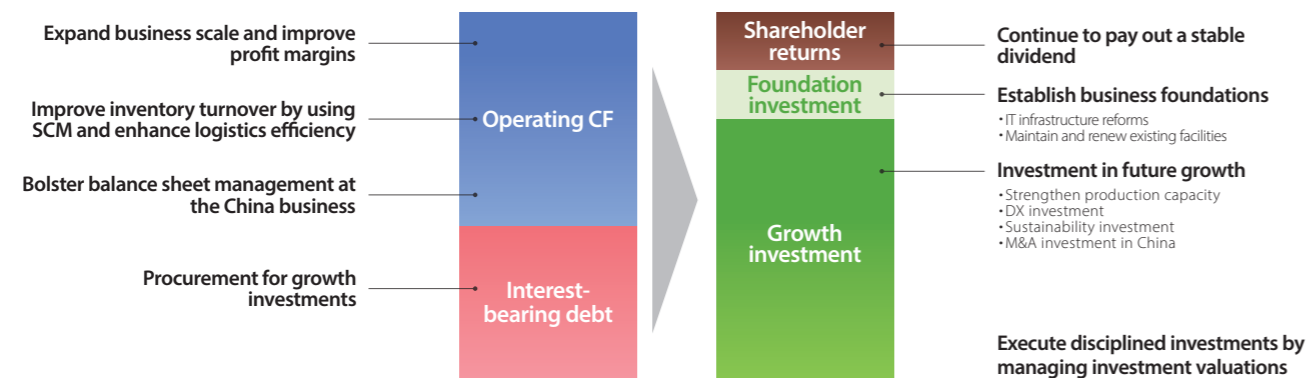 Expand business scale and improve
profit margins
Improve inventory turnover by using
SCM and enhance logistics efficiency
Bolster balance sheet management at
the China business
Procurement for growth
investments
Operating CF
Interest-
bearing debt
Shareholder
returns
Foundation
investment
Growth
investment
Continue to pay out a stable
dividend
Establish business foundations
・IT infrastructure reforms
・Maintain and renew existing facilities
Investment in future growth
・Strengthen production capacity
・DX investment
・Sustainability investment
・M&A investment in China
Execute disciplined investments by
managing investment valuations